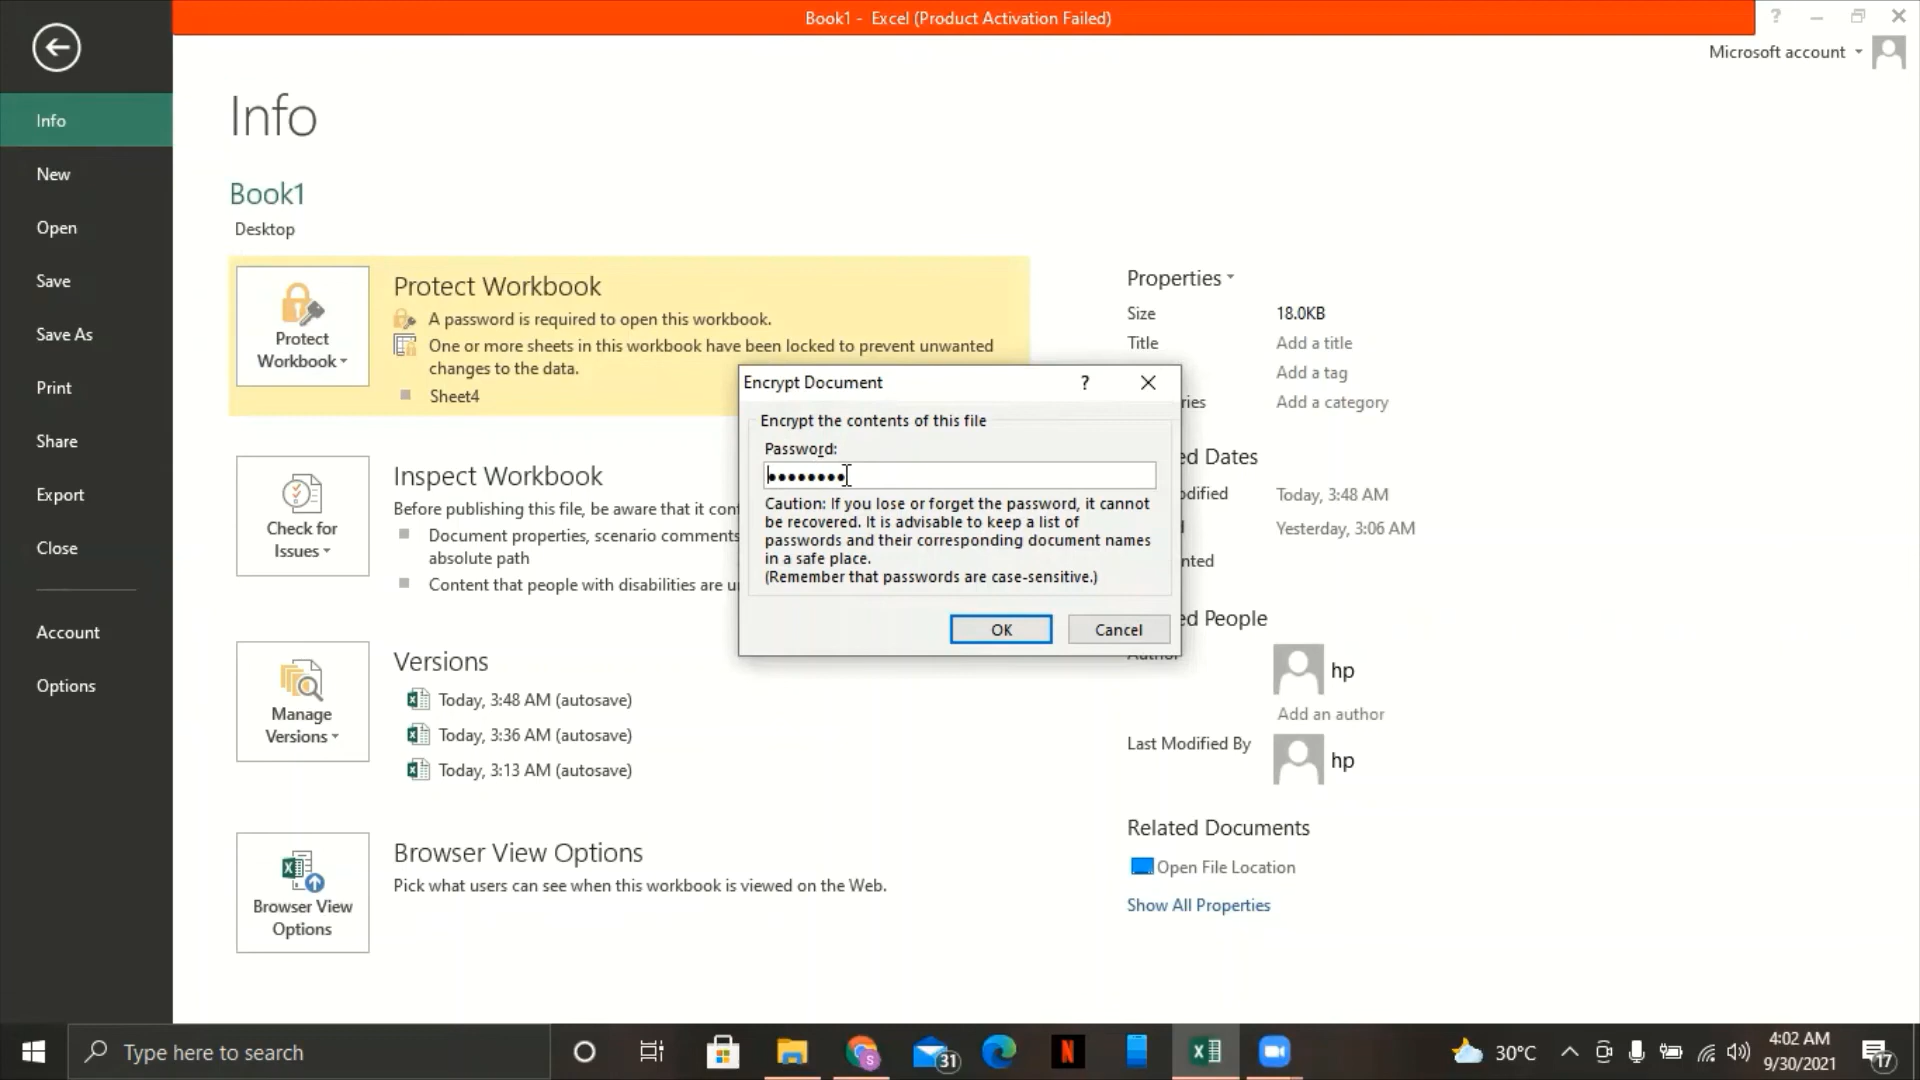 Book1 - Excel (Product Activation Failed)
?
Microsoft account
Info
New
Open
Save
Save As
Print
Share
Export
Close
Account
Options
Info
Book1
Desktop
Protect
Workbook
Protect Workbook
A password is required to open this workbook.
One or more sheets in this workbook have been locked to prevent unwanted
changes to the data.
Sheet4
Check for
Issues
Inspect Workbook
Before publishing this file, be aware that it
Document properties, scenario comments
absolute path
Content that people with disabilities are
Manage
Versions
Versions
Today, 3:48 AM (autosave)
Today, 3:36 AM (autosave)
Today, 3:13 AM (autosave)
Browser View
Options
Browser View Options
Pick what users can see when this workbook is viewed on the Web.
Encrypt Document
?
Encrypt the contents of this file
Password:
••••••••
Caution: If you lose or forget the password, it cannot
be recovered. It is advisable to keep a list of
passwords and their corresponding document names
in a safe place.
(Remember that passwords are case-sensitive.)
OK
Cancel
Properties
Size 18.0KB
Title Add a title
Add a tag
ries Add a category
ed Dates
odified Today, 3:48 AM
d Yesterday, 3:06 AM
nted
ed People
Author
hp
Add an author
Last Modified By
hp
Related Documents
Open File Location
Show All Properties
Type here to search
S
31
N
X
30°C
4:02 AM
9/30/2021
17